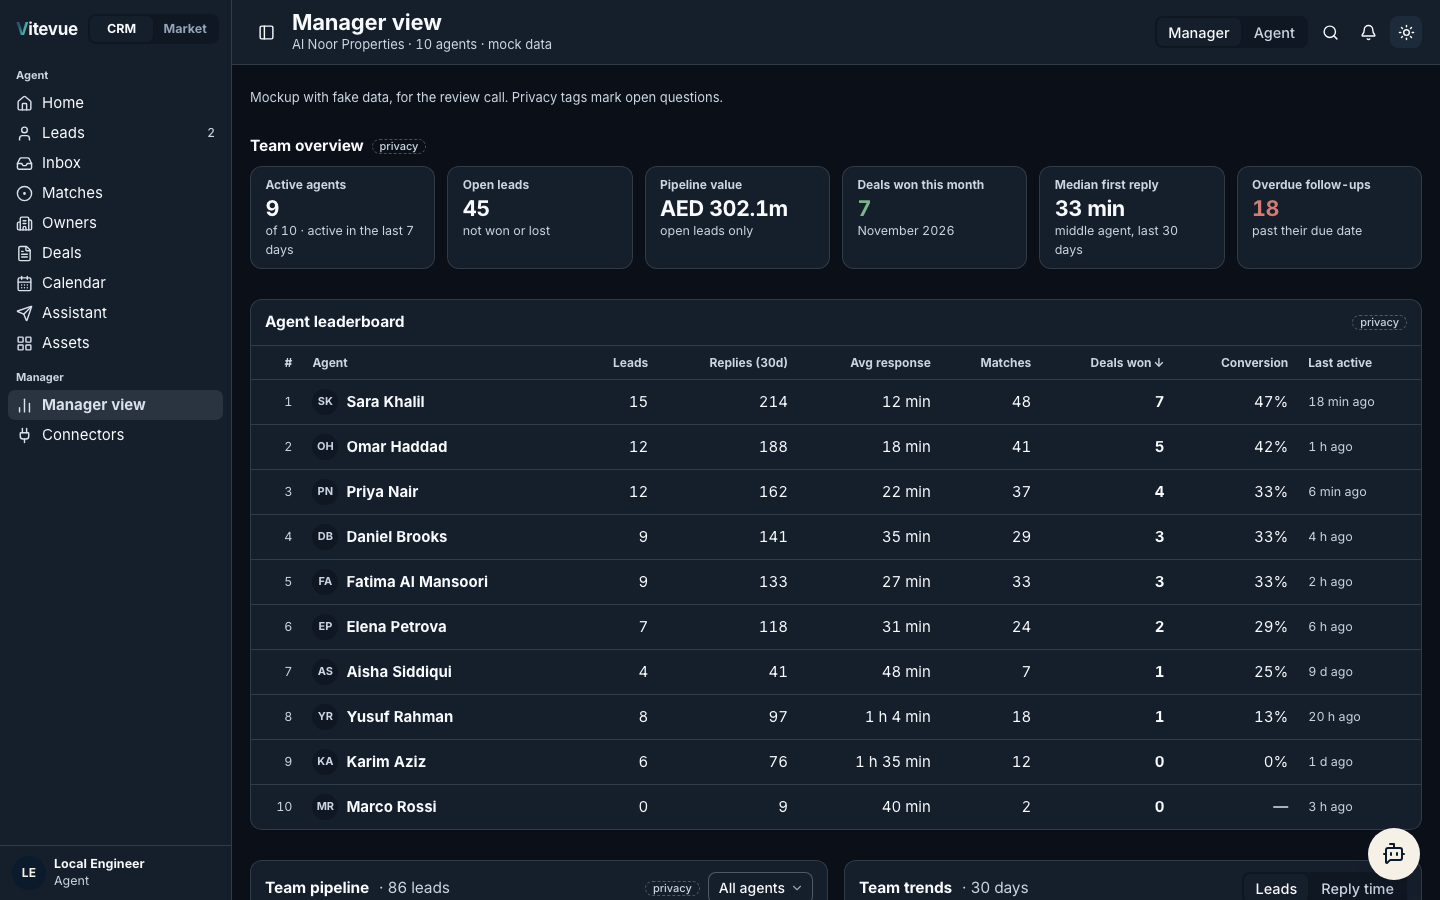 Vitevue
CRM
Market
Agent
Home
Leads 2
Inbox
Matches
Owners
Deals
Calendar
Assistant
Assets
Manager
Manager view
Connectors
LE
Local Engineer
Agent
Manager view
Al Noor Properties · 10 agents · mock data
Manager
Agent
Mockup with fake data, for the review call. Privacy tags mark open questions.
Team overview privacy
Active agents
9
of 10 · active in the last 7
days
Open leads
45
not won or lost
Pipeline value
AED 302.1m
open leads only
Deals won this month
7
November 2026
Median first reply
33 min
middle agent, last 30
days
Overdue follow-ups
18
past their due date
Agent leaderboard privacy
# Agent Leads Replies (30d) Avg response Matches Deals won ↓ Conversion Last active
1 SK Sara Khalil 15 214 12 min 48 7 47% 18 min ago
2 OH Omar Haddad 12 188 18 min 41 5 42% 1 h ago
3 PN Priya Nair 12 162 22 min 37 4 33% 6 min ago
4 DB Daniel Brooks 9 141 35 min 29 3 33% 4 h ago
5 FA Fatima Al Mansoori 9 133 27 min 33 3 33% 2 h ago
6 EP Elena Petrova 7 118 31 min 24 2 29% 6 h ago
7 AS Aisha Siddiqui 4 41 48 min 7 1 25% 9 d ago
8 YR Yusuf Rahman 8 97 1 h 4 min 18 1 13% 20 h ago
9 KA Karim Aziz 6 76 1 h 35 min 12 0 0% 1 d ago
10 MR Marco Rossi 0 9 40 min 2 0 — 3 h ago
Team pipeline · 86 leads privacy All agents
Team trends · 30 days Leads Reply time